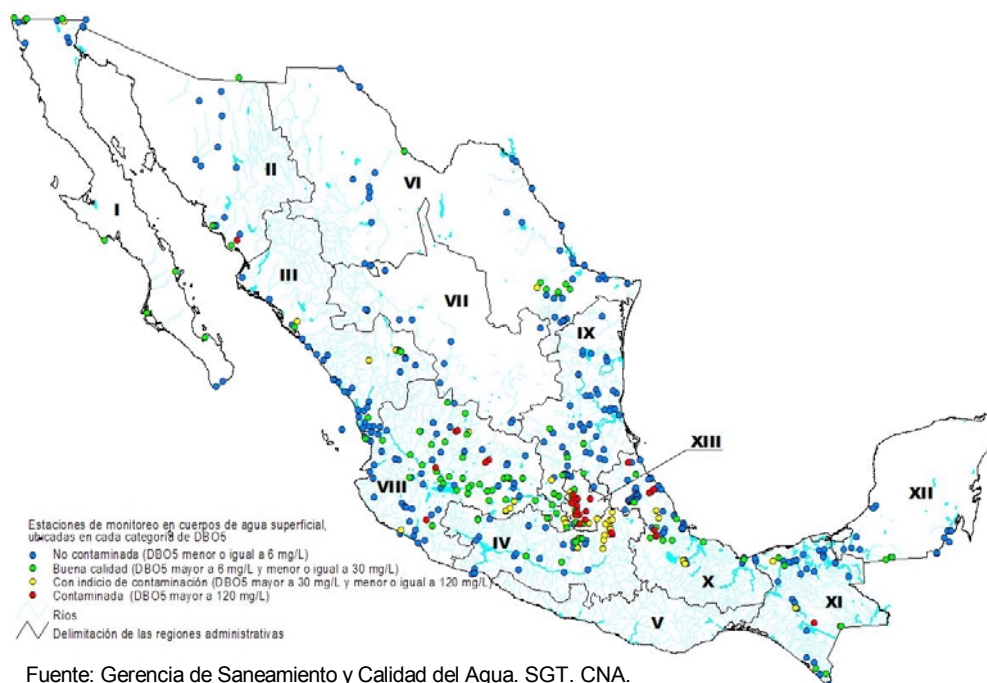 I
II
III
VI
VII
IX
XIII
VIII
IV
XII
X
XI
V
Estaciones de monitoreo en cuerpos de agua superficial,
ubicadas en cada categoría de DBO5
No contaminada (DBO5 menor o igual a 6 mg/L)
Buena calidad (DBO5 mayor a 6 mg/L y menor o igual a 30 mg/L)
Con indicio de contaminación (DBO5 mayor a 30 mg/L y menor o igual a 120 mg/L)
Contaminada (DBO5 mayor a 120 mg/L)
Ríos
Delimitación de las regiones administrativas
Fuente: Gerencia de Saneamiento y Calidad del Agua. SGT. CNA.